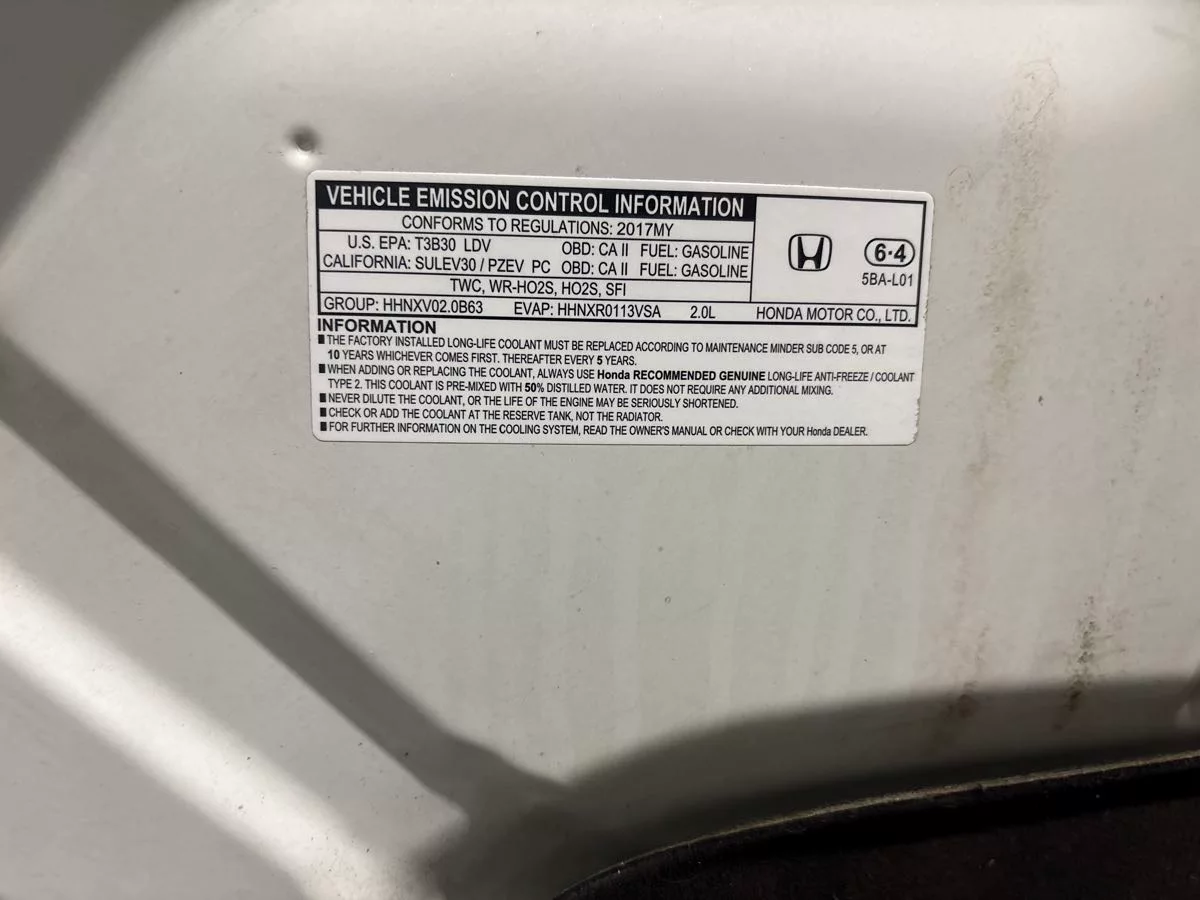 VEHICLE EMISSION CONTROL INFORMATION
CONFORMS TO REGULATIONS: 2017MY
U.S. EPA: T3B30 LDV OBD: CA II FUEL: GASOLINE
CALIFORNIA: SULEV30 / PZEV PC OBD: CA II FUEL: GASOLINE
TWC, WR-HO2S, HO2S, SFI
6·4
5BA-L01
GROUP: HHNXV02.0B63 EVAP: HHNXR0113VSA 2.0L HONDA MOTOR CO., LTD.
INFORMATION
■ THE FACTORY INSTALLED LONG-LIFE COOLANT MUST BE REPLACED ACCORDING TO MAINTENANCE MINDER SUB CODE 5, OR AT
10 YEARS WHICHEVER COMES FIRST. THEREAFTER EVERY 5 YEARS.
■ WHEN ADDING OR REPLACING THE COOLANT, ALWAYS USE Honda RECOMMENDED GENUINE LONG-LIFE ANTI-FREEZE / COOLANT
TYPE 2. THIS COOLANT IS PRE-MIXED WITH 50% DISTILLED WATER. IT DOES NOT REQUIRE ANY ADDITIONAL MIXING.
■ NEVER DILUTE THE COOLANT, OR THE LIFE OF THE ENGINE MAY BE SERIOUSLY SHORTENED.
■ CHECK OR ADD THE COOLANT AT THE RESERVE TANK, NOT THE RADIATOR.
■ FOR FURTHER INFORMATION ON THE COOLING SYSTEM, READ THE OWNER'S MANUAL OR CHECK WITH YOUR Honda DEALER.